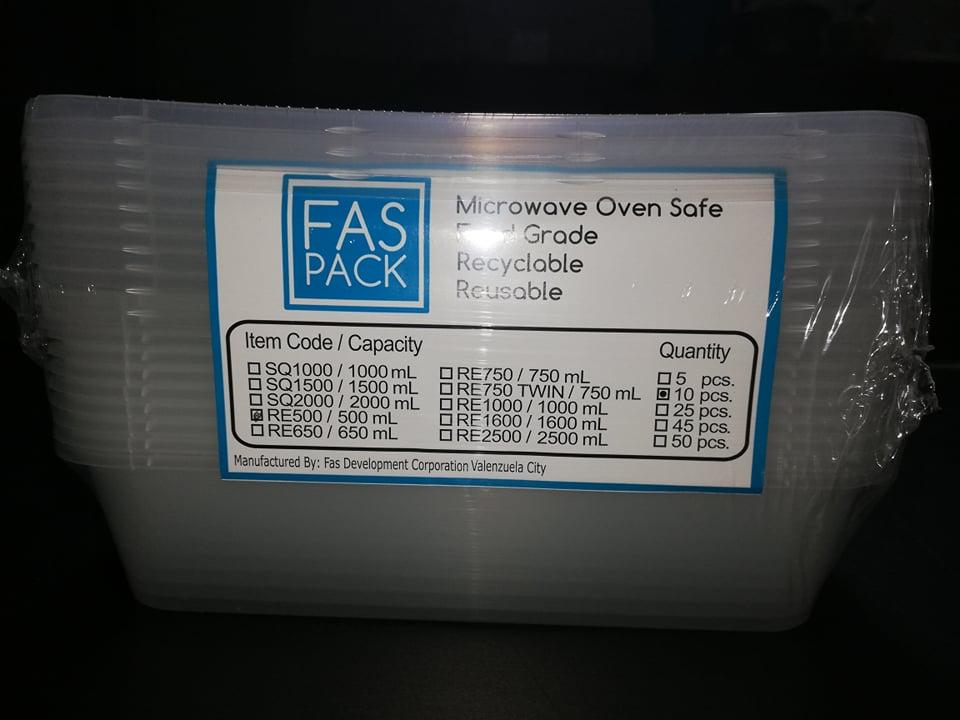 FAS
PACK
Microwave Oven Safe
Food Grade
Recyclable
Reusable
Item Code / Capacity
Quantity
☐ SQ1000 / 1000 mL
☐ SQ1500 / 1500 mL
☐ SQ2000 / 2000 mL
☑ RE500 / 500 mL
☐ RE650 / 650 mL
☐ RE750 / 750 mL
☐ RE750 TWIN / 750 mL
☐ RE1000 / 1000 mL
☐ RE1600 / 1600 mL
☐ RE2500 / 2500 mL
☐ 5 pcs.
☑ 10 pcs.
☐ 25 pcs.
☐ 45 pcs.
☐ 50 pcs.
Manufactured By: Fas Development Corporation Valenzuela City